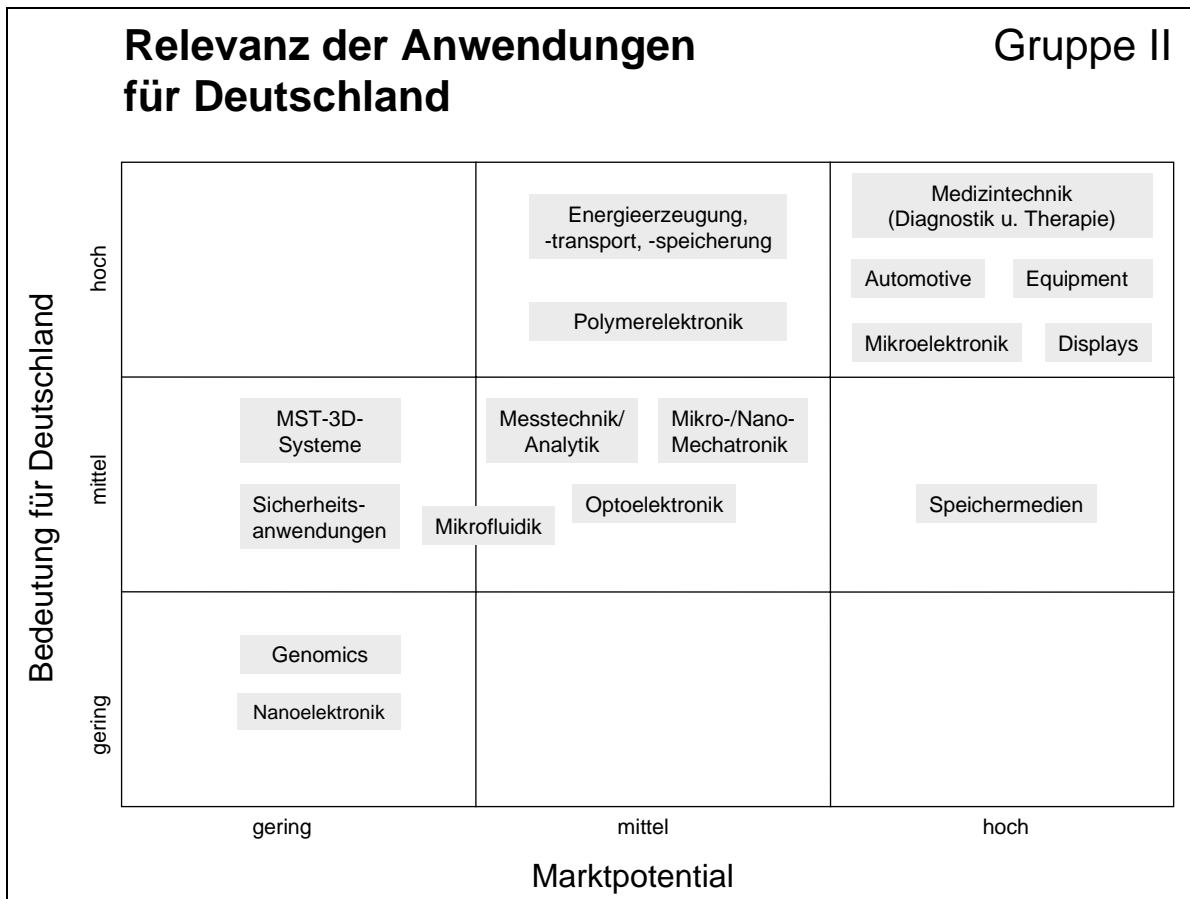 Relevanz der Anwendungen
für Deutschland
Gruppe II
Bedeutung für Deutschland
hoch
Energieerzeugung,
-transport, -speicherung
Polymerelektronik
Medizintechnik
(Diagnostik u. Therapie)
Automotive
Equipment
Mikroelektronik
Displays
mittel
MST-3D-
Systeme
Sicherheits-
anwendungen
Mikrofluidik
Messtechnik/
Analytik
Mikro-/Nano-
Mechatronik
Optoelektronik
Speichermedien
gering
Genomics
Nanoelektronik
gering
mittel
hoch
Marktpotential